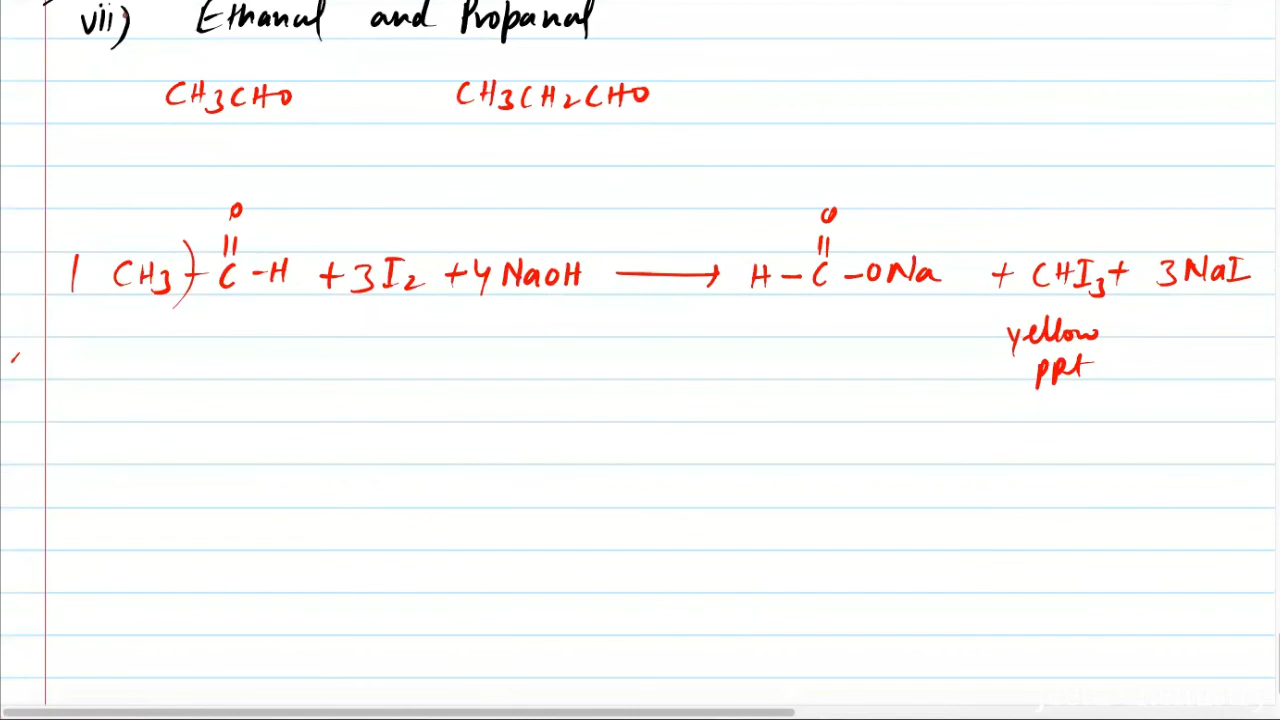 vii) Ethanal and Propanal
CH3CHO CH3CH2CHO
O O
|| ||
CH3)-C-H + 3I2 + 4NaOH ⟶ H-C-ONa + CHI3 + 3NaI
yellow
ppt